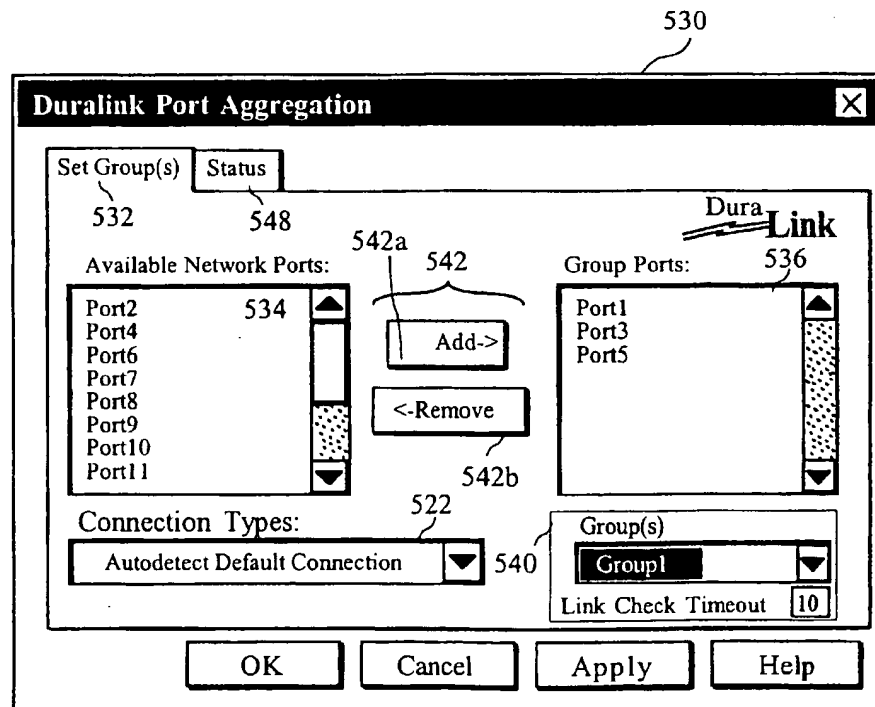 530
Duralink Port Aggregation
Set Group(s) Status
532 548
Dura Link
542a 542
Available Network Ports: Group Ports: 536
Port2 534
Port4
Port6
Port7
Port8
Port9
Port10
Port11
Add->
<-Remove
542b
Port1
Port3
Port5
522
Connection Types:
Autodetect Default Connection
540
Group(s)
Group1
Link Check Timeout 10
OK Cancel Apply Help